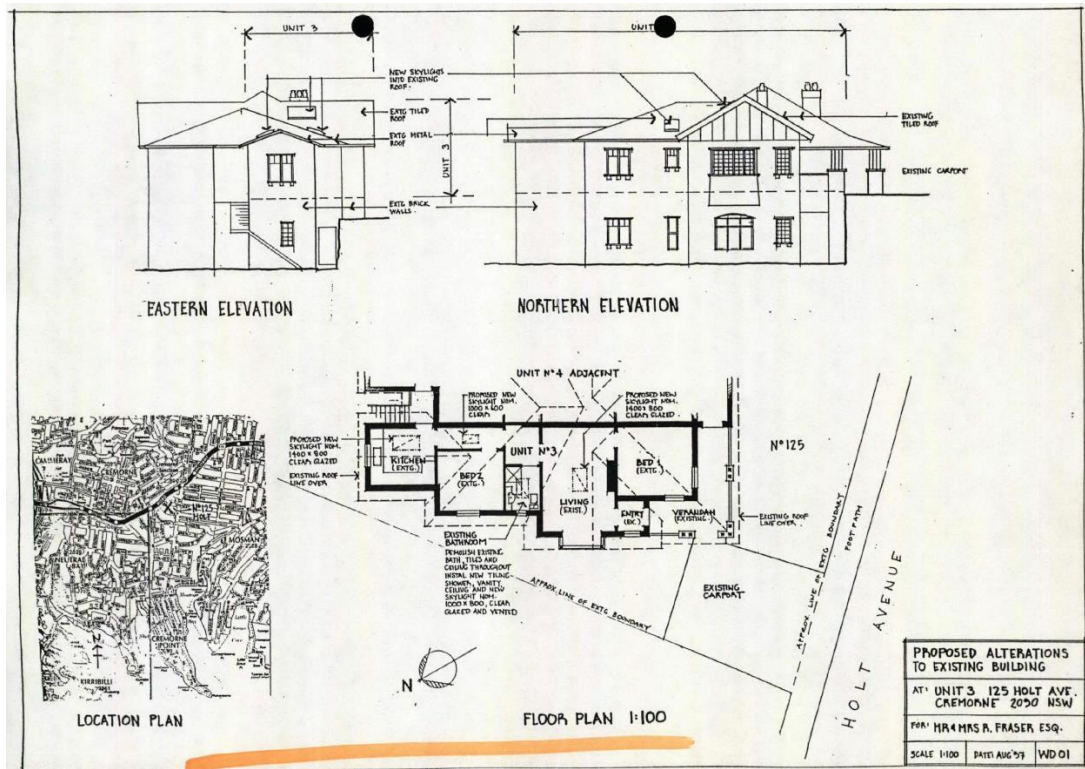 UNIT 3
UNIT
NEW SKYLIGHTS
INTO EXISTING
ROOF.
EXTG TILED
ROOF
EXTG METAL
ROOF
UNIT 3
EXTG BRICK
WALLS.
EXISTING
TILED ROOF
EXISTING CARPORT
EASTERN ELEVATION
NORTHERN ELEVATION
UNIT Nº4 ADJACENT
PROPOSED NEW
SKYLIGHT NOM.
1000 X 600
CLEAR
PROPOSED NEW
SKYLIGHT NOM.
1400 X 800
CLEAR GLAZED.
PROPOSED NEW
SKYLIGHT NOM.
1400 X 800
CLEAR GLAZED
EXISTING ROOF
LINE OVER
KITCHEN
(EXTG.)
BED 2
(EXTG.)
UNIT Nº3
LIVING
(EXIST.)
BED 1
(EXTG.)
ENTRY
(EX.)
VERANDAH
(EXISTING.)
Nº125
EXISTING ROOF
LINE OVER.
EXISTING
BATHROOM
DEMOLISH EXISTING
BATH, TILES AND
CEILING THROUGHOUT
INSTAL NEW TILING
SHOWER, VANITY,
CEILING AND NEW
SKYLIGHT NOM.
1000 X 800, CLEAR
GLAZED AND VENTED
APPROX. LINE OF EXTG BOUNDARY
EXISTING
CARPORT
APPROX. LINE OF EXTG BOUNDARY
FOOT PATH
HOLT AVENUE
CAMMERAY
CREMORNE
Nº125
HOLT
MOSMAN
NEUTRAL
BAY
CREMORNE
POINT
KIRRIBILLI
N
LOCATION PLAN
N
FLOOR PLAN 1:100
PROPOSED ALTERATIONS
TO EXISTING BUILDING
AT: UNIT 3 125 HOLT AVE.
CREMORNE 2090 NSW
FOR: MR & MRS R. FRASER ESQ.
SCALE 1:100 DATE: AUG '97 WD 01